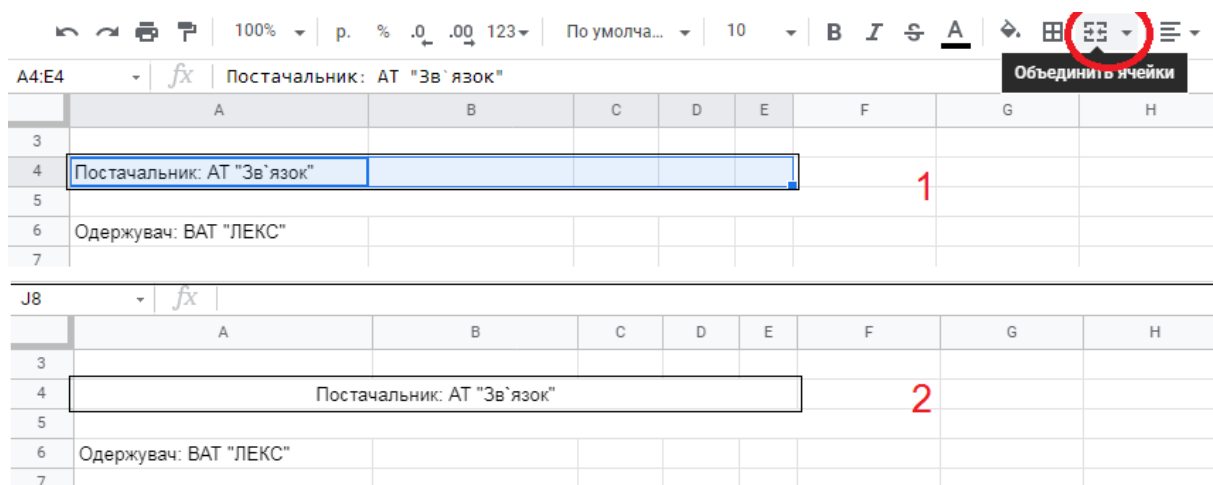 100% р. % .0 .00 123 По умолча... 10 B I S A
A4:E4 fx Постачальник: АТ "Зв`язок" Объединить ячейки
A B C D E F G H
3
4 Постачальник: АТ "Зв`язок" 1
5
6 Одержувач: ВАТ "ЛЕКС"
7
J8 fx
A B C D E F G H
3
4 Постачальник: АТ "Зв`язок" 2
5
6 Одержувач: ВАТ "ЛЕКС"
7